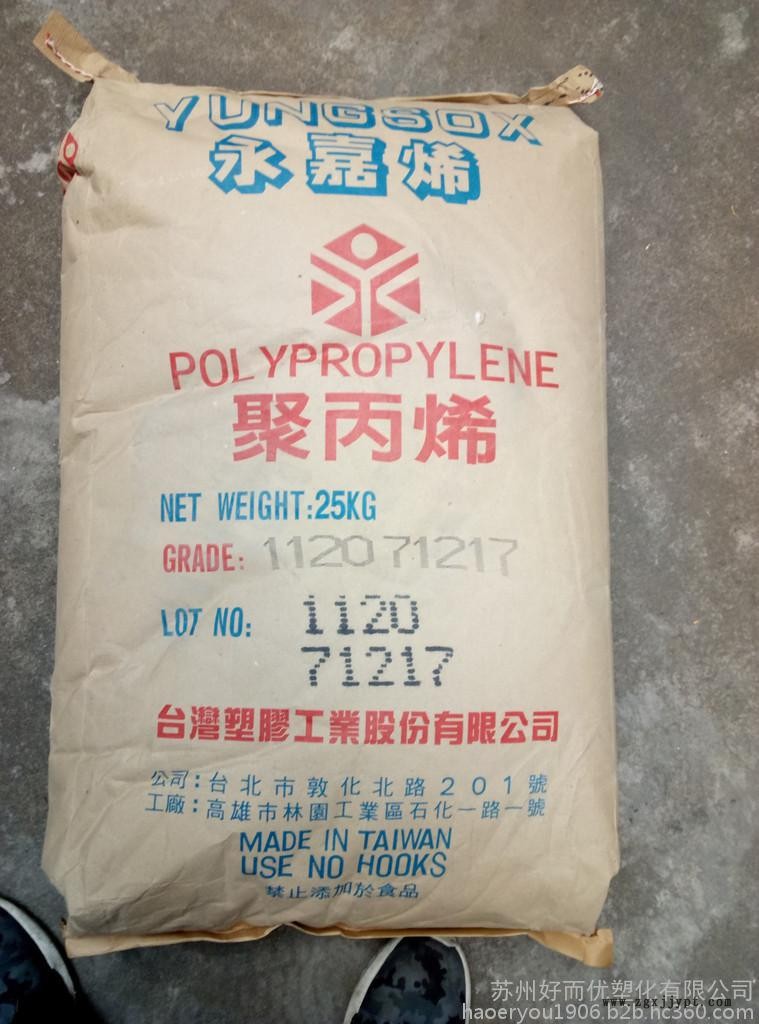 YUNGSOX
永嘉烯
POLYPROPYLENE
聚丙烯
NET WEIGHT:25KG
GRADE: 1120 71217
LOT NO: 1120
71217
台灣塑膠工業股份有限公司
公司:台北市敦化北路201號
工廠:高雄市林園工業區石化一路一號
MADE IN TAIWAN
USE NO HOOKS
禁止添加於食品
苏州好而优塑化有限公司
www.zgxjjypt.com
haoeryou1906.b2b.hc360.com